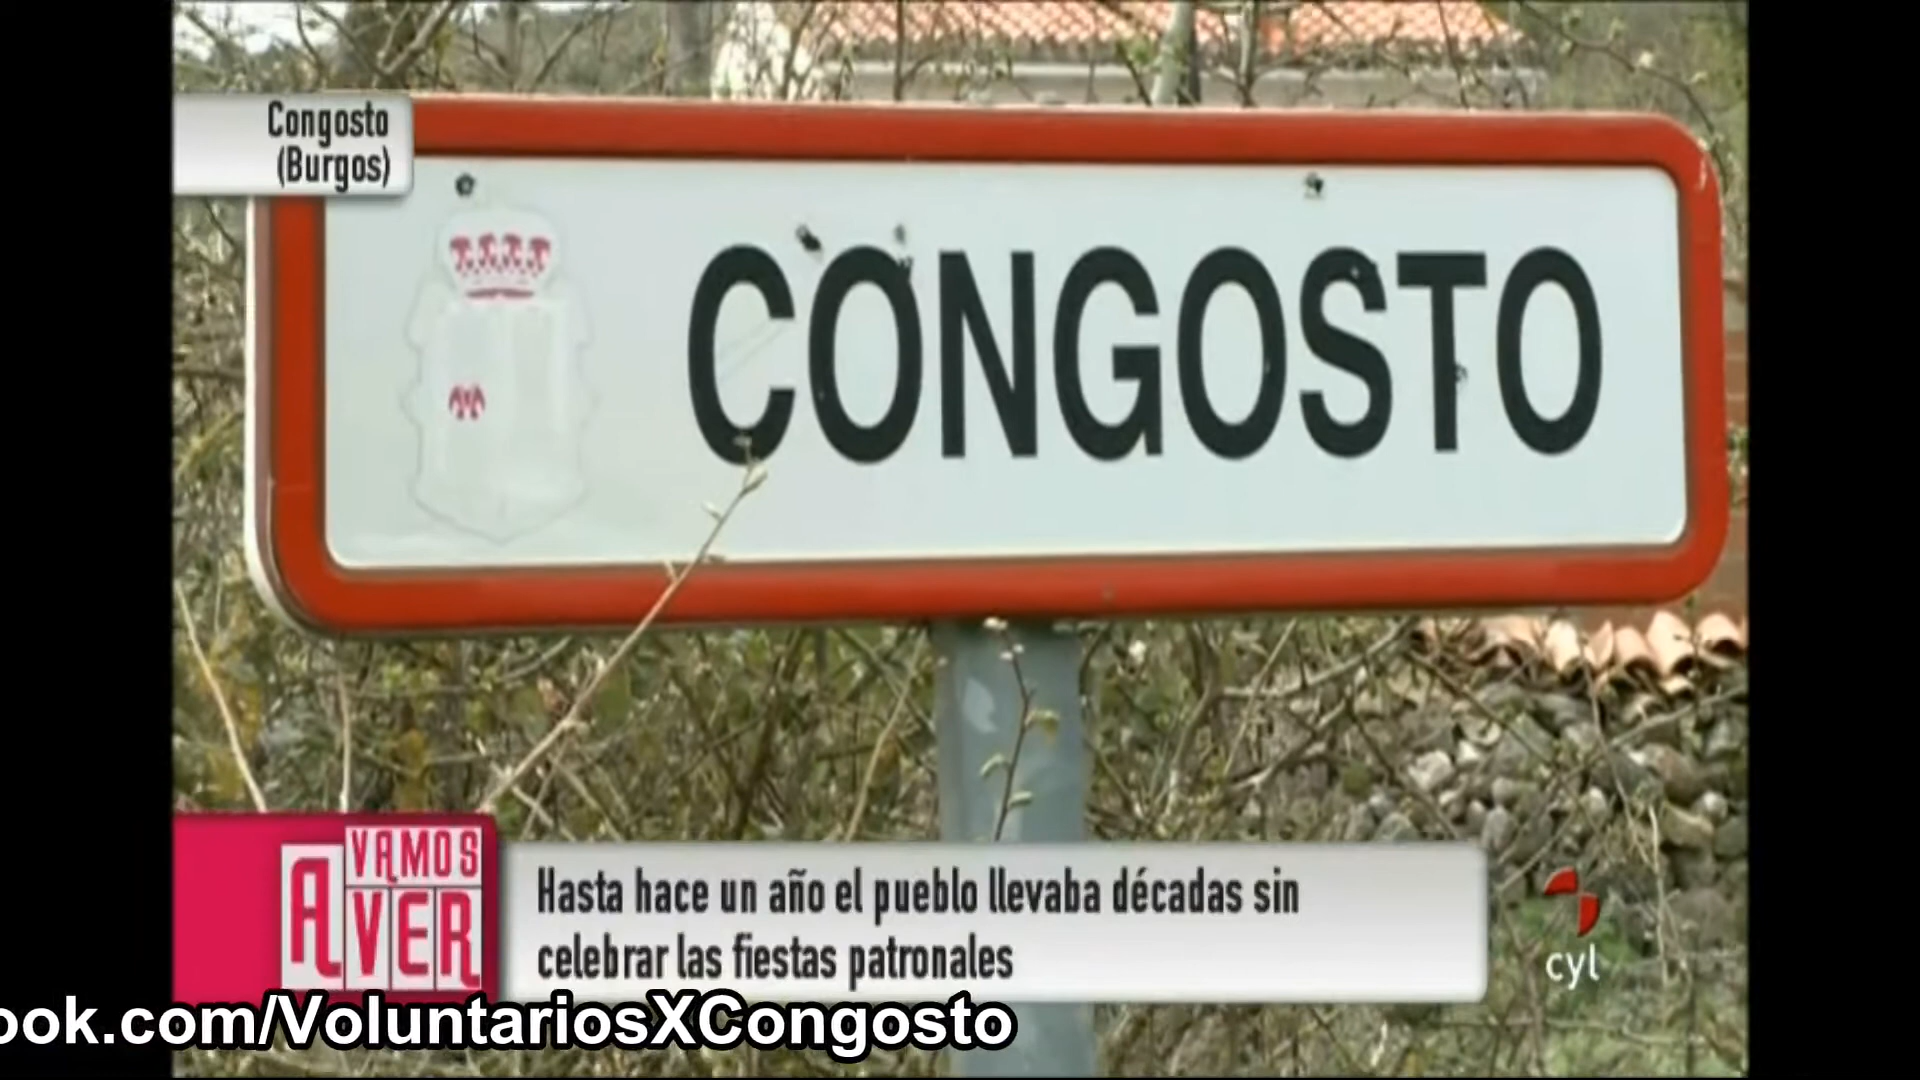 Congosto
(Burgos)
CONGOSTO
VAMOS
A VER
Hasta hace un año el pueblo llevaba décadas sin
celebrar las fiestas patronales
cyl
ook.com/VoluntariosXCongosto